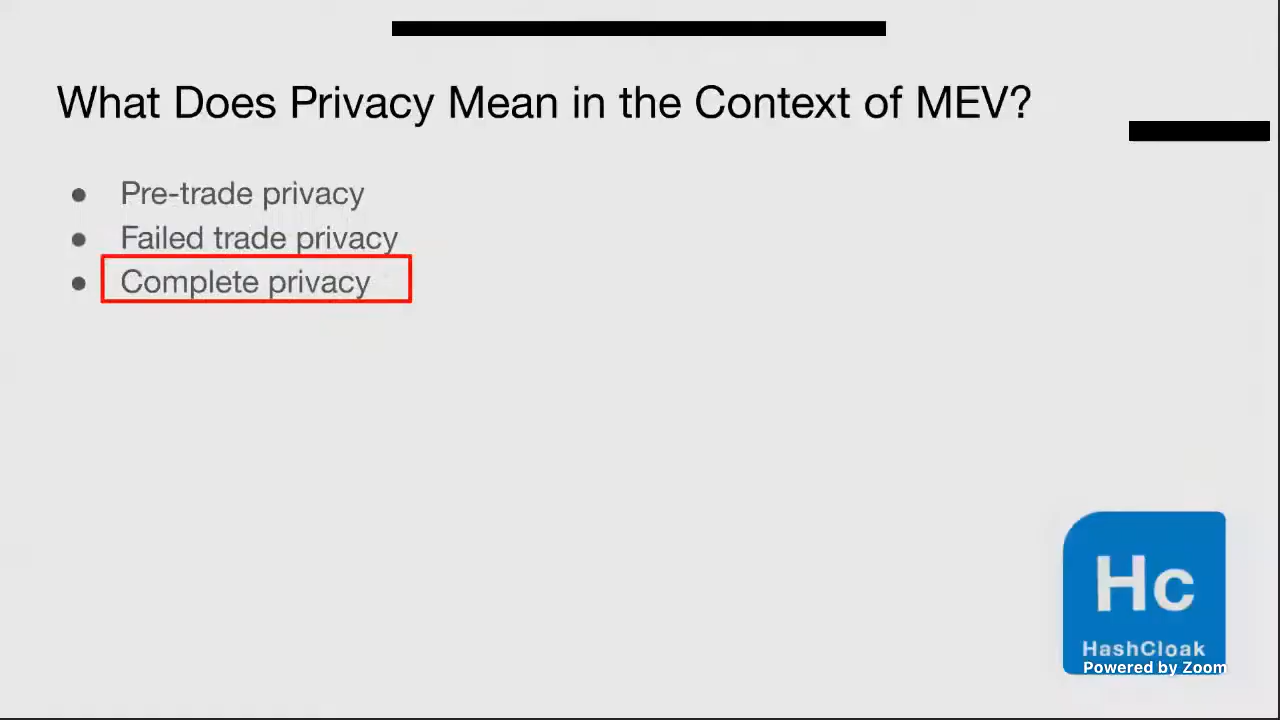 What Does Privacy Mean in the Context of MEV?
● Pre-trade privacy
● Failed trade privacy
● Complete privacy
Hc
HashCloak
Powered by Zoom